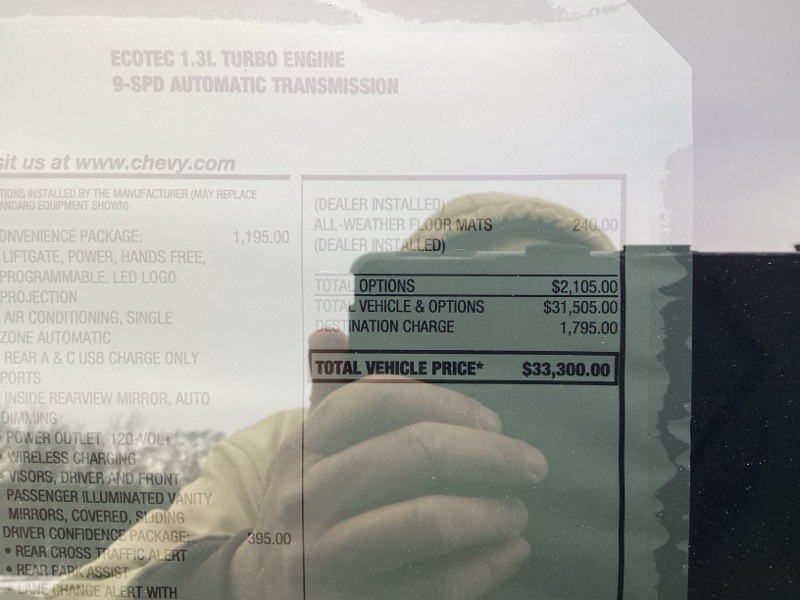 ECOTEC 1.3L TURBO ENGINE
9-SPD AUTOMATIC TRANSMISSION
sit us at www.chevy.com
TIONS INSTALLED BY THE MANUFACTURER (MAY REPLACE
ANDARD EQUIPMENT SHOWN)
ONVENIENCE PACKAGE: 1,195.00
LIFTGATE, POWER, HANDS FREE,
PROGRAMMABLE, LED LOGO
PROJECTION
AIR CONDITIONING, SINGLE
ZONE AUTOMATIC
REAR A & C USB CHARGE ONLY
PORTS
INSIDE REARVIEW MIRROR, AUTO
DIMMING
• POWER OUTLET, 120-VOLT
• WIRELESS CHARGING
VISORS, DRIVER AND FRONT
PASSENGER ILLUMINATED VANITY
MIRRORS, COVERED, SLIDING
DRIVER CONFIDENCE PACKAGE: 395.00
• REAR CROSS TRAFFIC ALERT
• REAR PARK ASSIST
• LANE CHANGE ALERT WITH
(DEALER INSTALLED)
ALL-WEATHER FLOOR MATS 240.00
(DEALER INSTALLED)
TOTAL OPTIONS $2,105.00
TOTAL VEHICLE & OPTIONS $31,505.00
DESTINATION CHARGE 1,795.00
TOTAL VEHICLE PRICE* $33,300.00